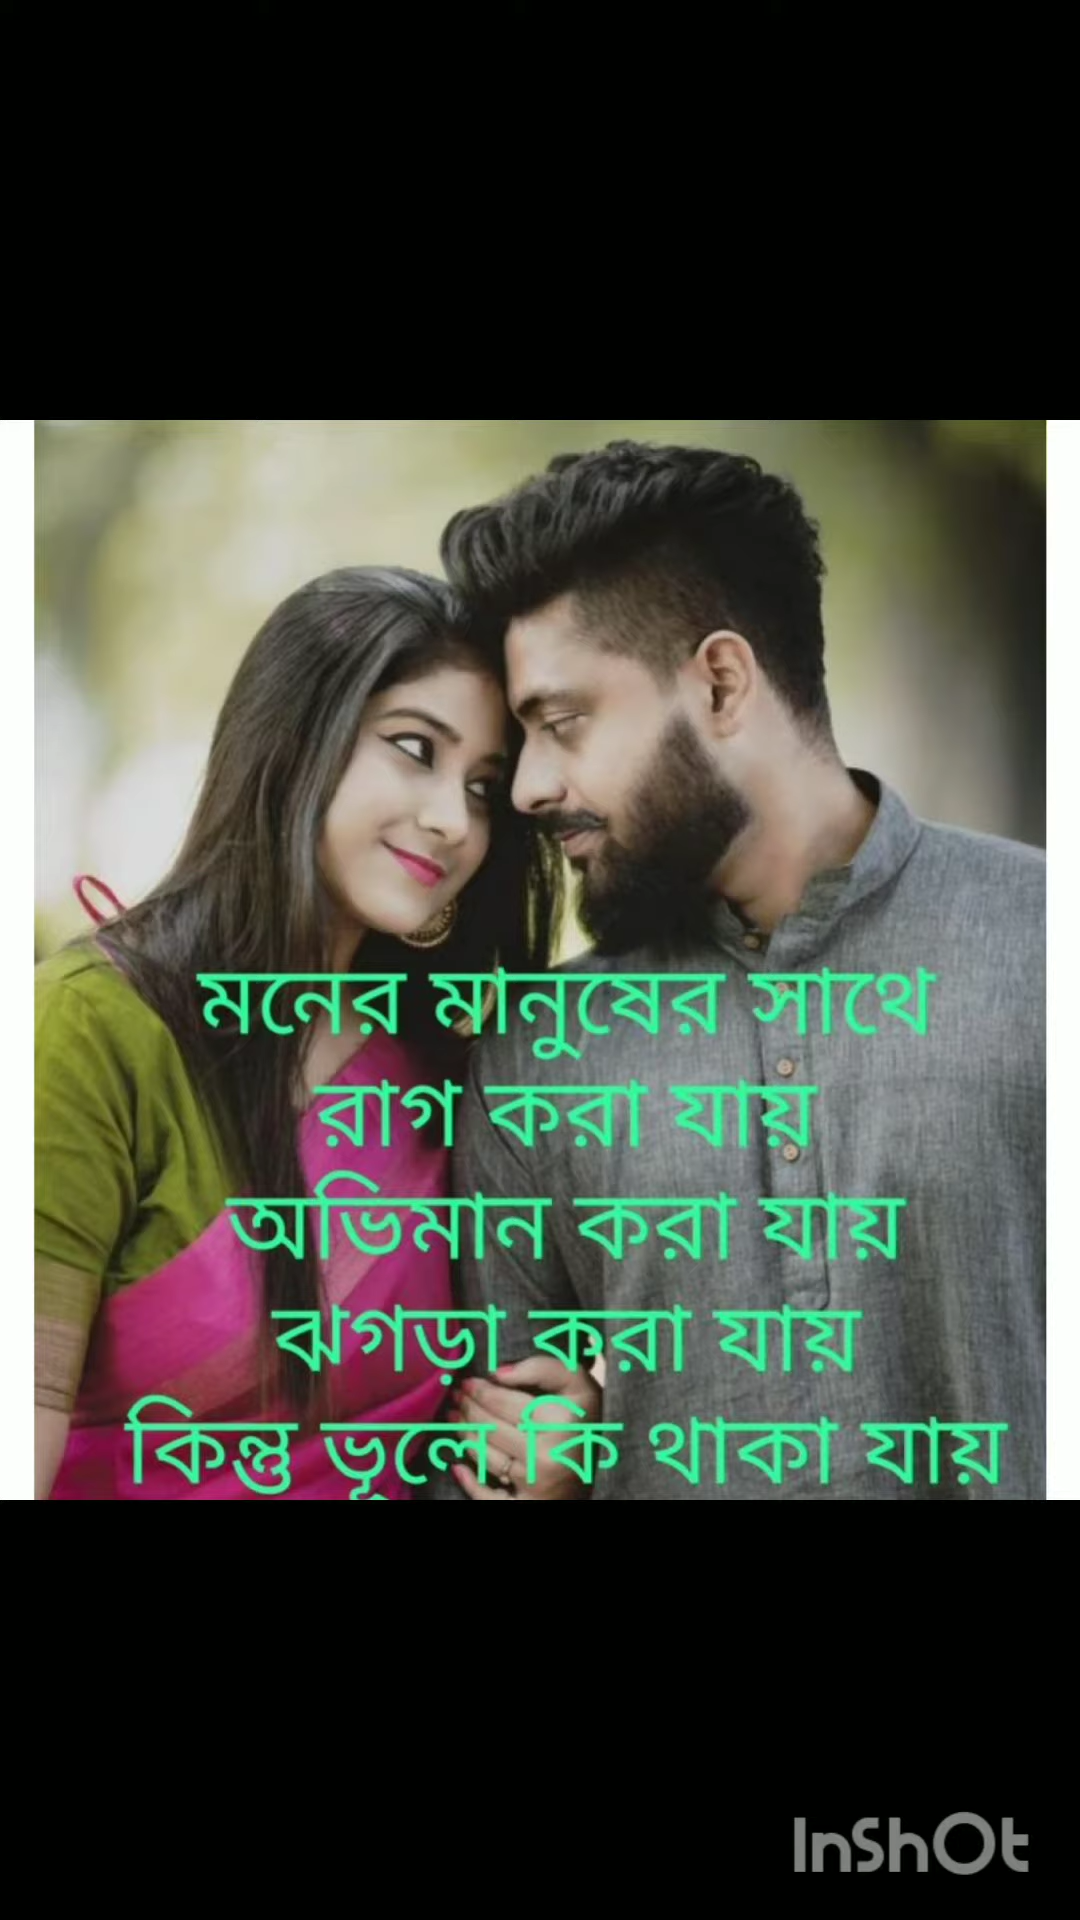 মনের মানুষের সাথে
রাগ করা যায়
অভিমান করা যায়
ঝগড়া করা যায়
কিন্তু ভূলে কি থাকা যায়
InShOt